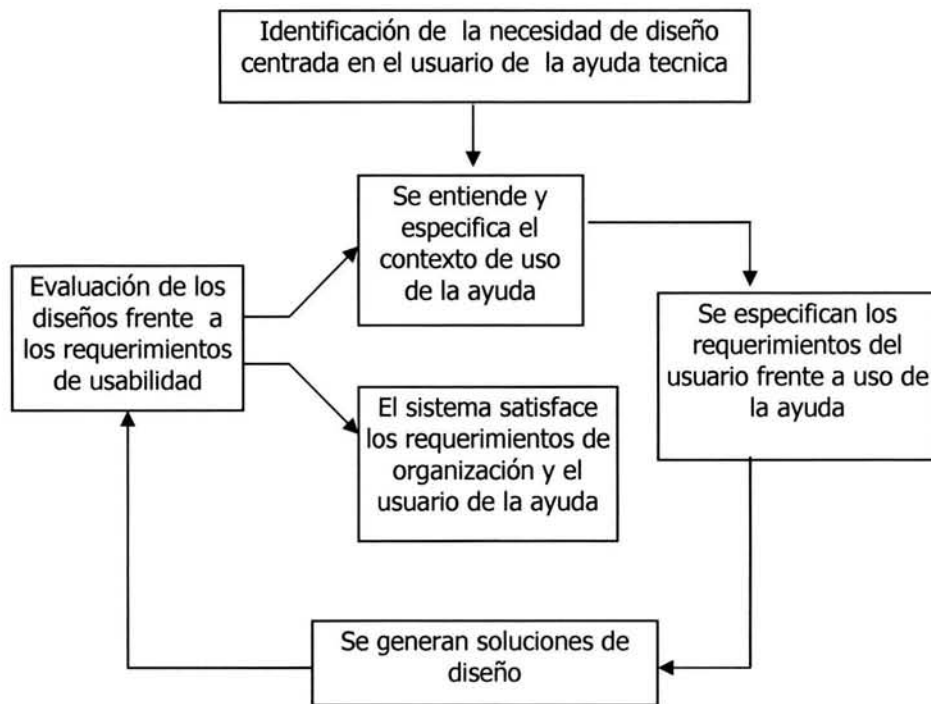 Identificación de la necesidad de diseño
centrada en el usuario de la ayuda tecnica
Se entiende y
especifica el
contexto de uso
de la ayuda
Evaluación de los
diseños frente a
los requerimientos
de usabilidad
Se especifican los
requerimientos del
usuario frente a uso de
la ayuda
El sistema satisface
los requerimientos de
organización y el
usuario de la ayuda
Se generan soluciones de
diseño